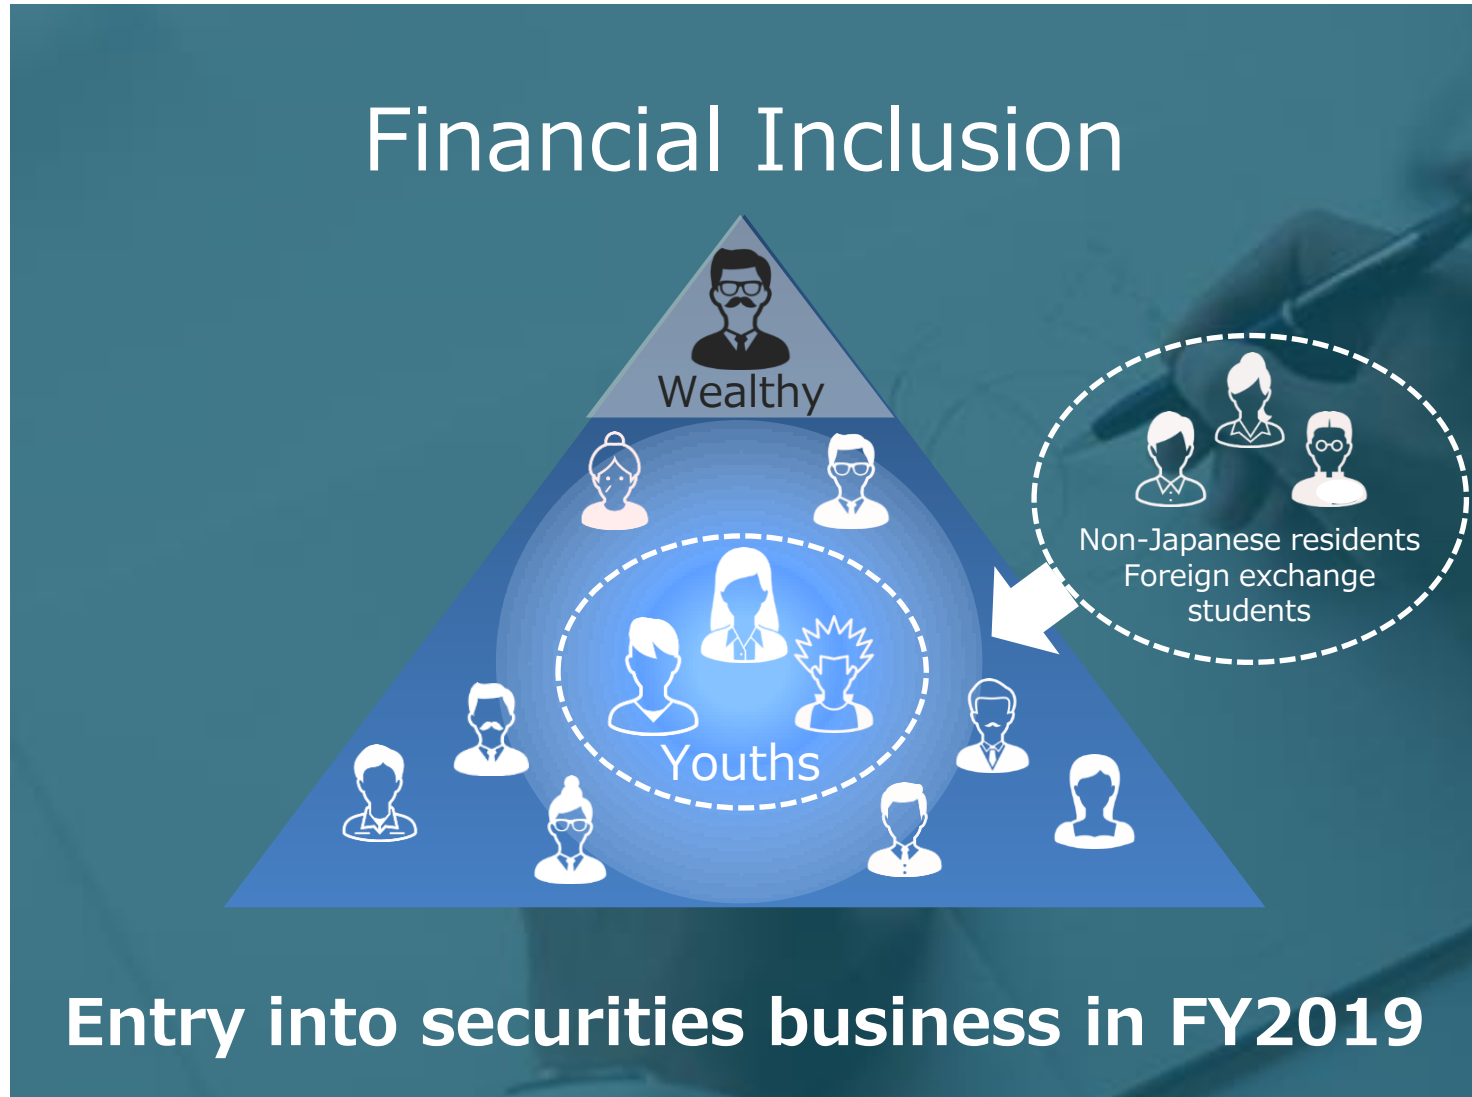 Financial Inclusion
Wealthy
Non-Japanese residents
Foreign exchange
students
Youths
Entry into securities business in FY2019